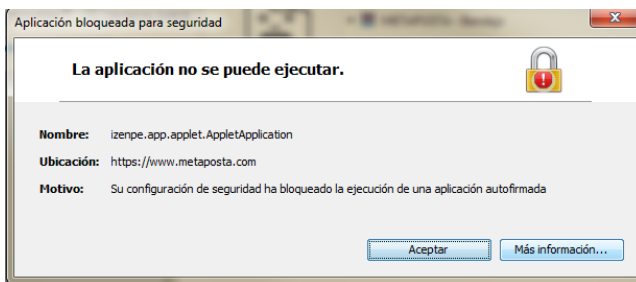 Aplicación bloqueada para seguridad
La aplicación no se puede ejecutar.
Nombre: izenpe.app.applet.AppletApplication
Ubicación: https://www.metaposta.com
Motivo: Su configuración de seguridad ha bloqueado la ejecución de una aplicación autofirmada
Aceptar Más información...